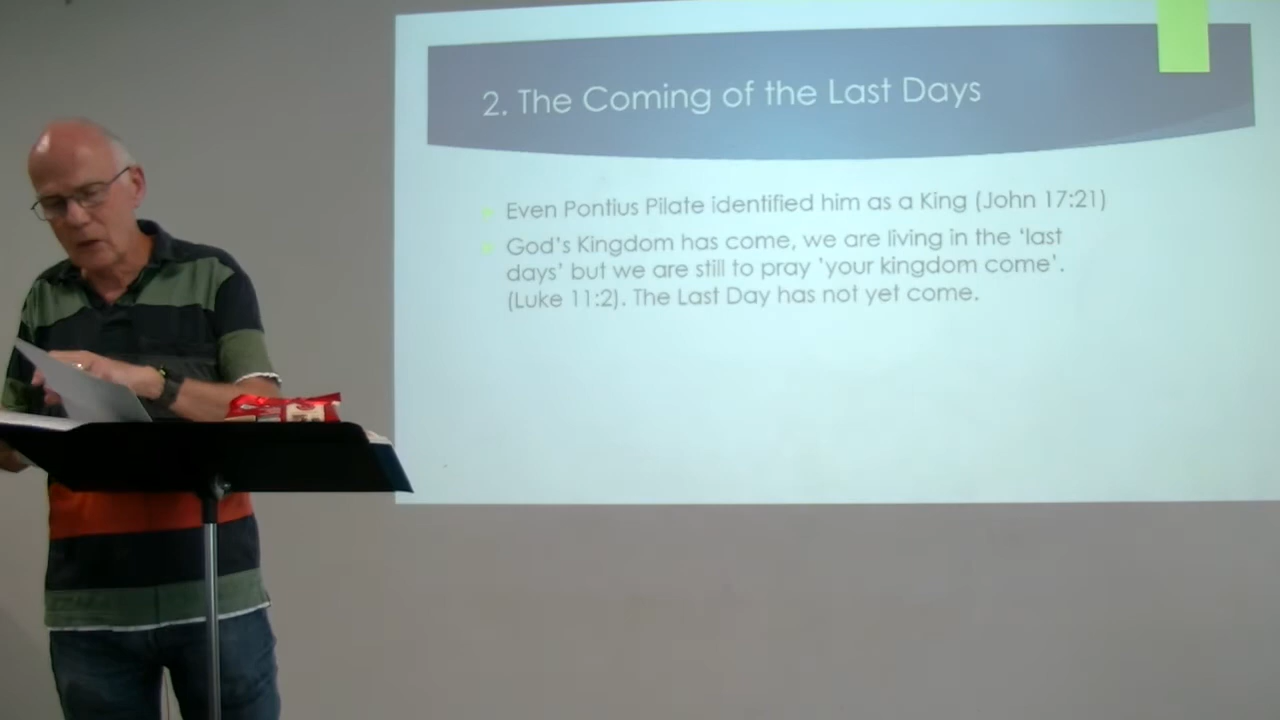 2. The Coming of the Last Days
Even Pontius Pilate identified him as a King (John 17:21)
God's Kingdom has come, we are living in the 'last
days' but we are still to pray 'your kingdom come'.
(Luke 11:2). The Last Day has not yet come.